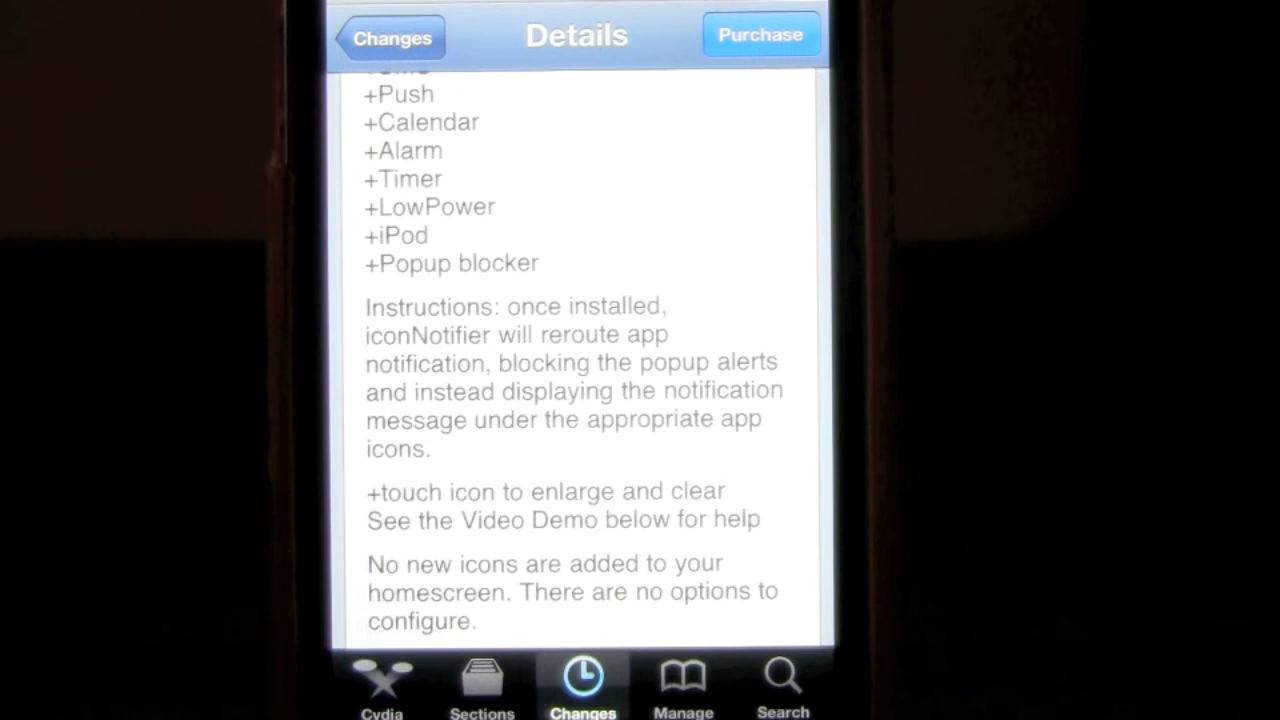 Changes Details Purchase
+Push
+Calendar
+Alarm
+Timer
+LowPower
+iPod
+Popup blocker
Instructions: once installed,
iconNotifier will reroute app
notification, blocking the popup alerts
and instead displaying the notification
message under the appropriate app
icons.
+touch icon to enlarge and clear
See the Video Demo below for help
No new icons are added to your
homescreen. There are no options to
configure.
Cydia Sections Changes Manage Search